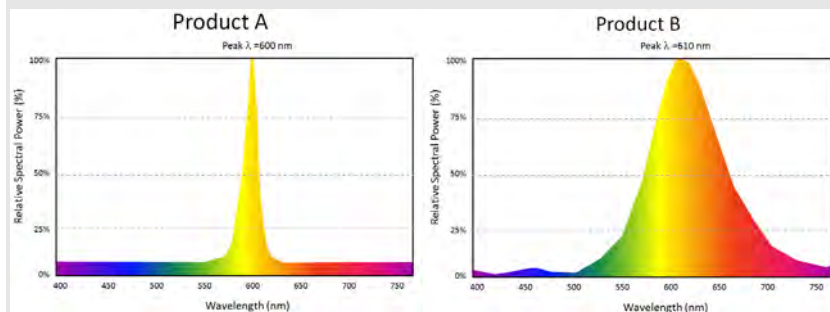 Product A
Peak λ =600 nm
Relative Spectral Power (%)
100%
75%
50%
25%
0%
400 450 500 550 600 650 700 750
Wavelength (nm)
Product B
Peak λ =610 nm
Relative Spectral Power (%)
100%
75%
50%
25%
0%
400 450 500 550 600 650 700 750
Wavelength (nm)